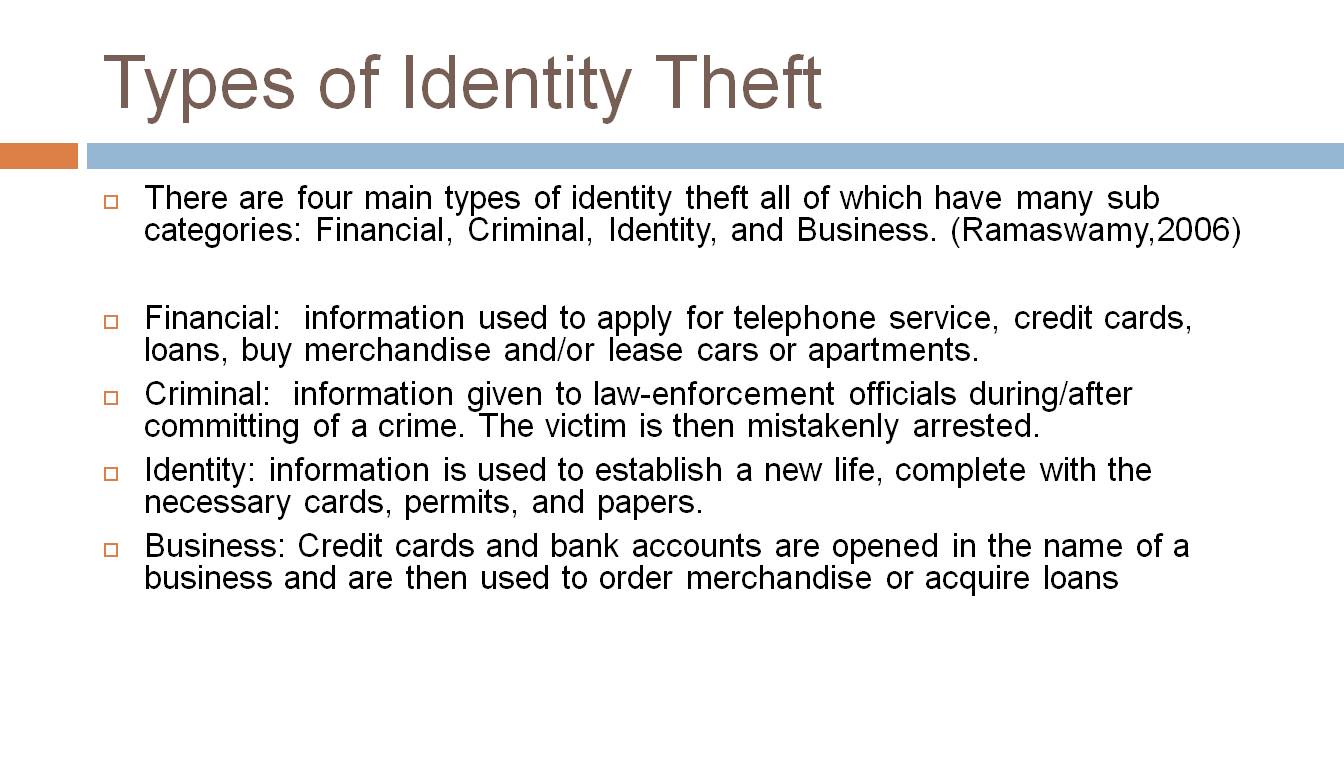 Types of Identity Theft
There are four main types of identity theft all of which have many sub
categories: Financial, Criminal, Identity, and Business. (Ramaswamy,2006)
Financial:  information used to apply for telephone service, credit cards,
loans, buy merchandise and/or lease cars or apartments.
Criminal:  information given to law-enforcement officials during/after
committing of a crime. The victim is then mistakenly arrested.
Identity: information is used to establish a new life, complete with the
necessary cards, permits, and papers.
Business: Credit cards and bank accounts are opened in the name of a
business and are then used to order merchandise or acquire loans